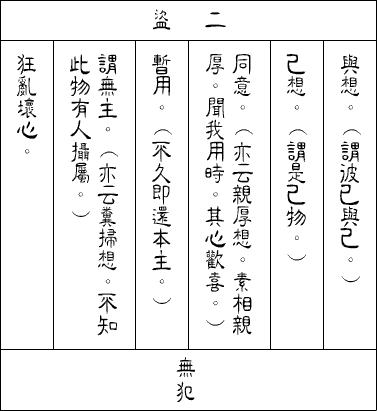 盜二
與想。（謂彼已與己。）
己想。（謂是己物。）
同意。（亦云親厚想。素相親
厚。聞我用時。其心歡喜。）
暫用。（不久即還本主。）
謂無主。（亦云糞掃想。不知
此物有人攝屬。）
狂亂壞心。
無犯